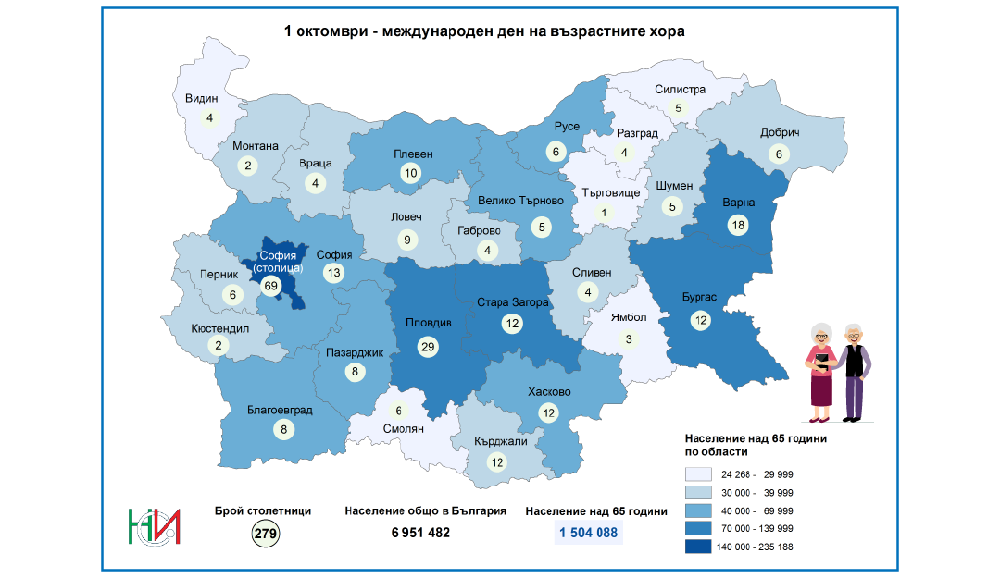 1 октомври - международен ден на възрастните хора
Видин
4
Монтана
2
Враца
4
Плевен
10
Русе
6
Силистра
5
Разград
4
Добрич
6
Търговище
1
Шумен
5
Варна
18
Велико Търново
5
Ловеч
9
Габрово
4
София
(столица)
69
София
13
Перник
6
Кюстендил
2
Сливен
4
Ямбол
3
Бургас
12
Стара Загора
12
Пловдив
29
Пазарджик
8
Благоевград
8
Смолян
6
Хасково
12
Кърджали
12
Население над 65 години
по области
24 268 - 29 999
30 000 - 39 999
40 000 - 69 999
70 000 - 139 999
140 000 - 235 188
НСИ
Брой столетници
279
Население общо в България
6 951 482
Население над 65 години
1 504 088